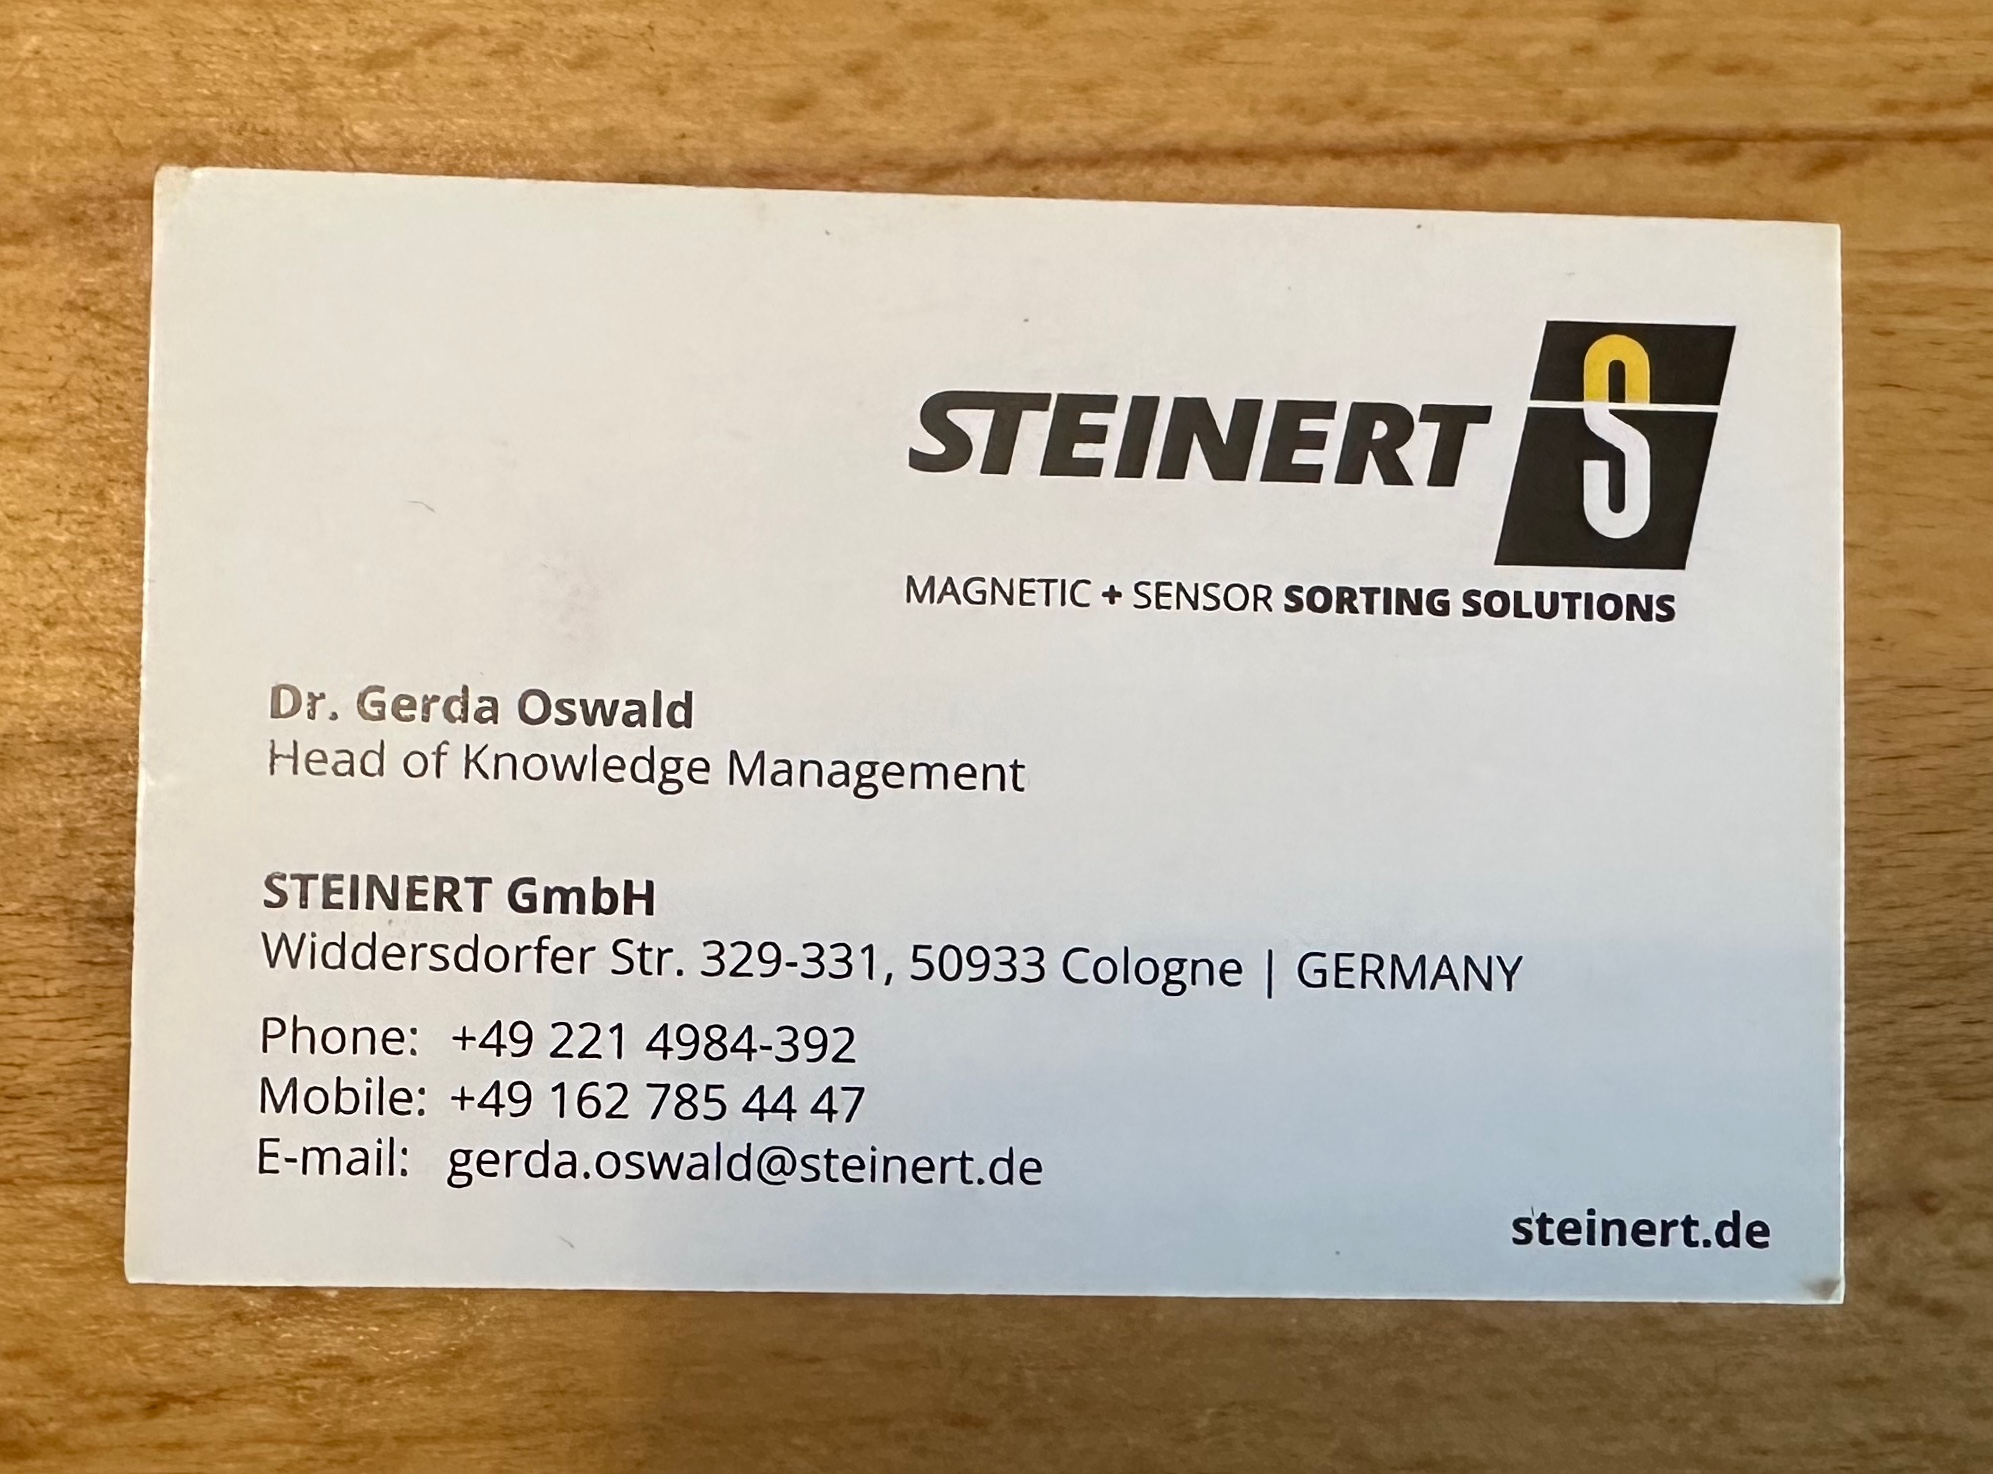 STEINERT
MAGNETIC + SENSOR SORTING SOLUTIONS
Dr. Gerda Oswald
Head of Knowledge Management
STEINERT GmbH
Widdersdorfer Str. 329-331, 50933 Cologne | GERMANY
Phone: +49 221 4984-392
Mobile: +49 162 785 44 47
E-mail: gerda.oswald@steinert.de
steinert.de